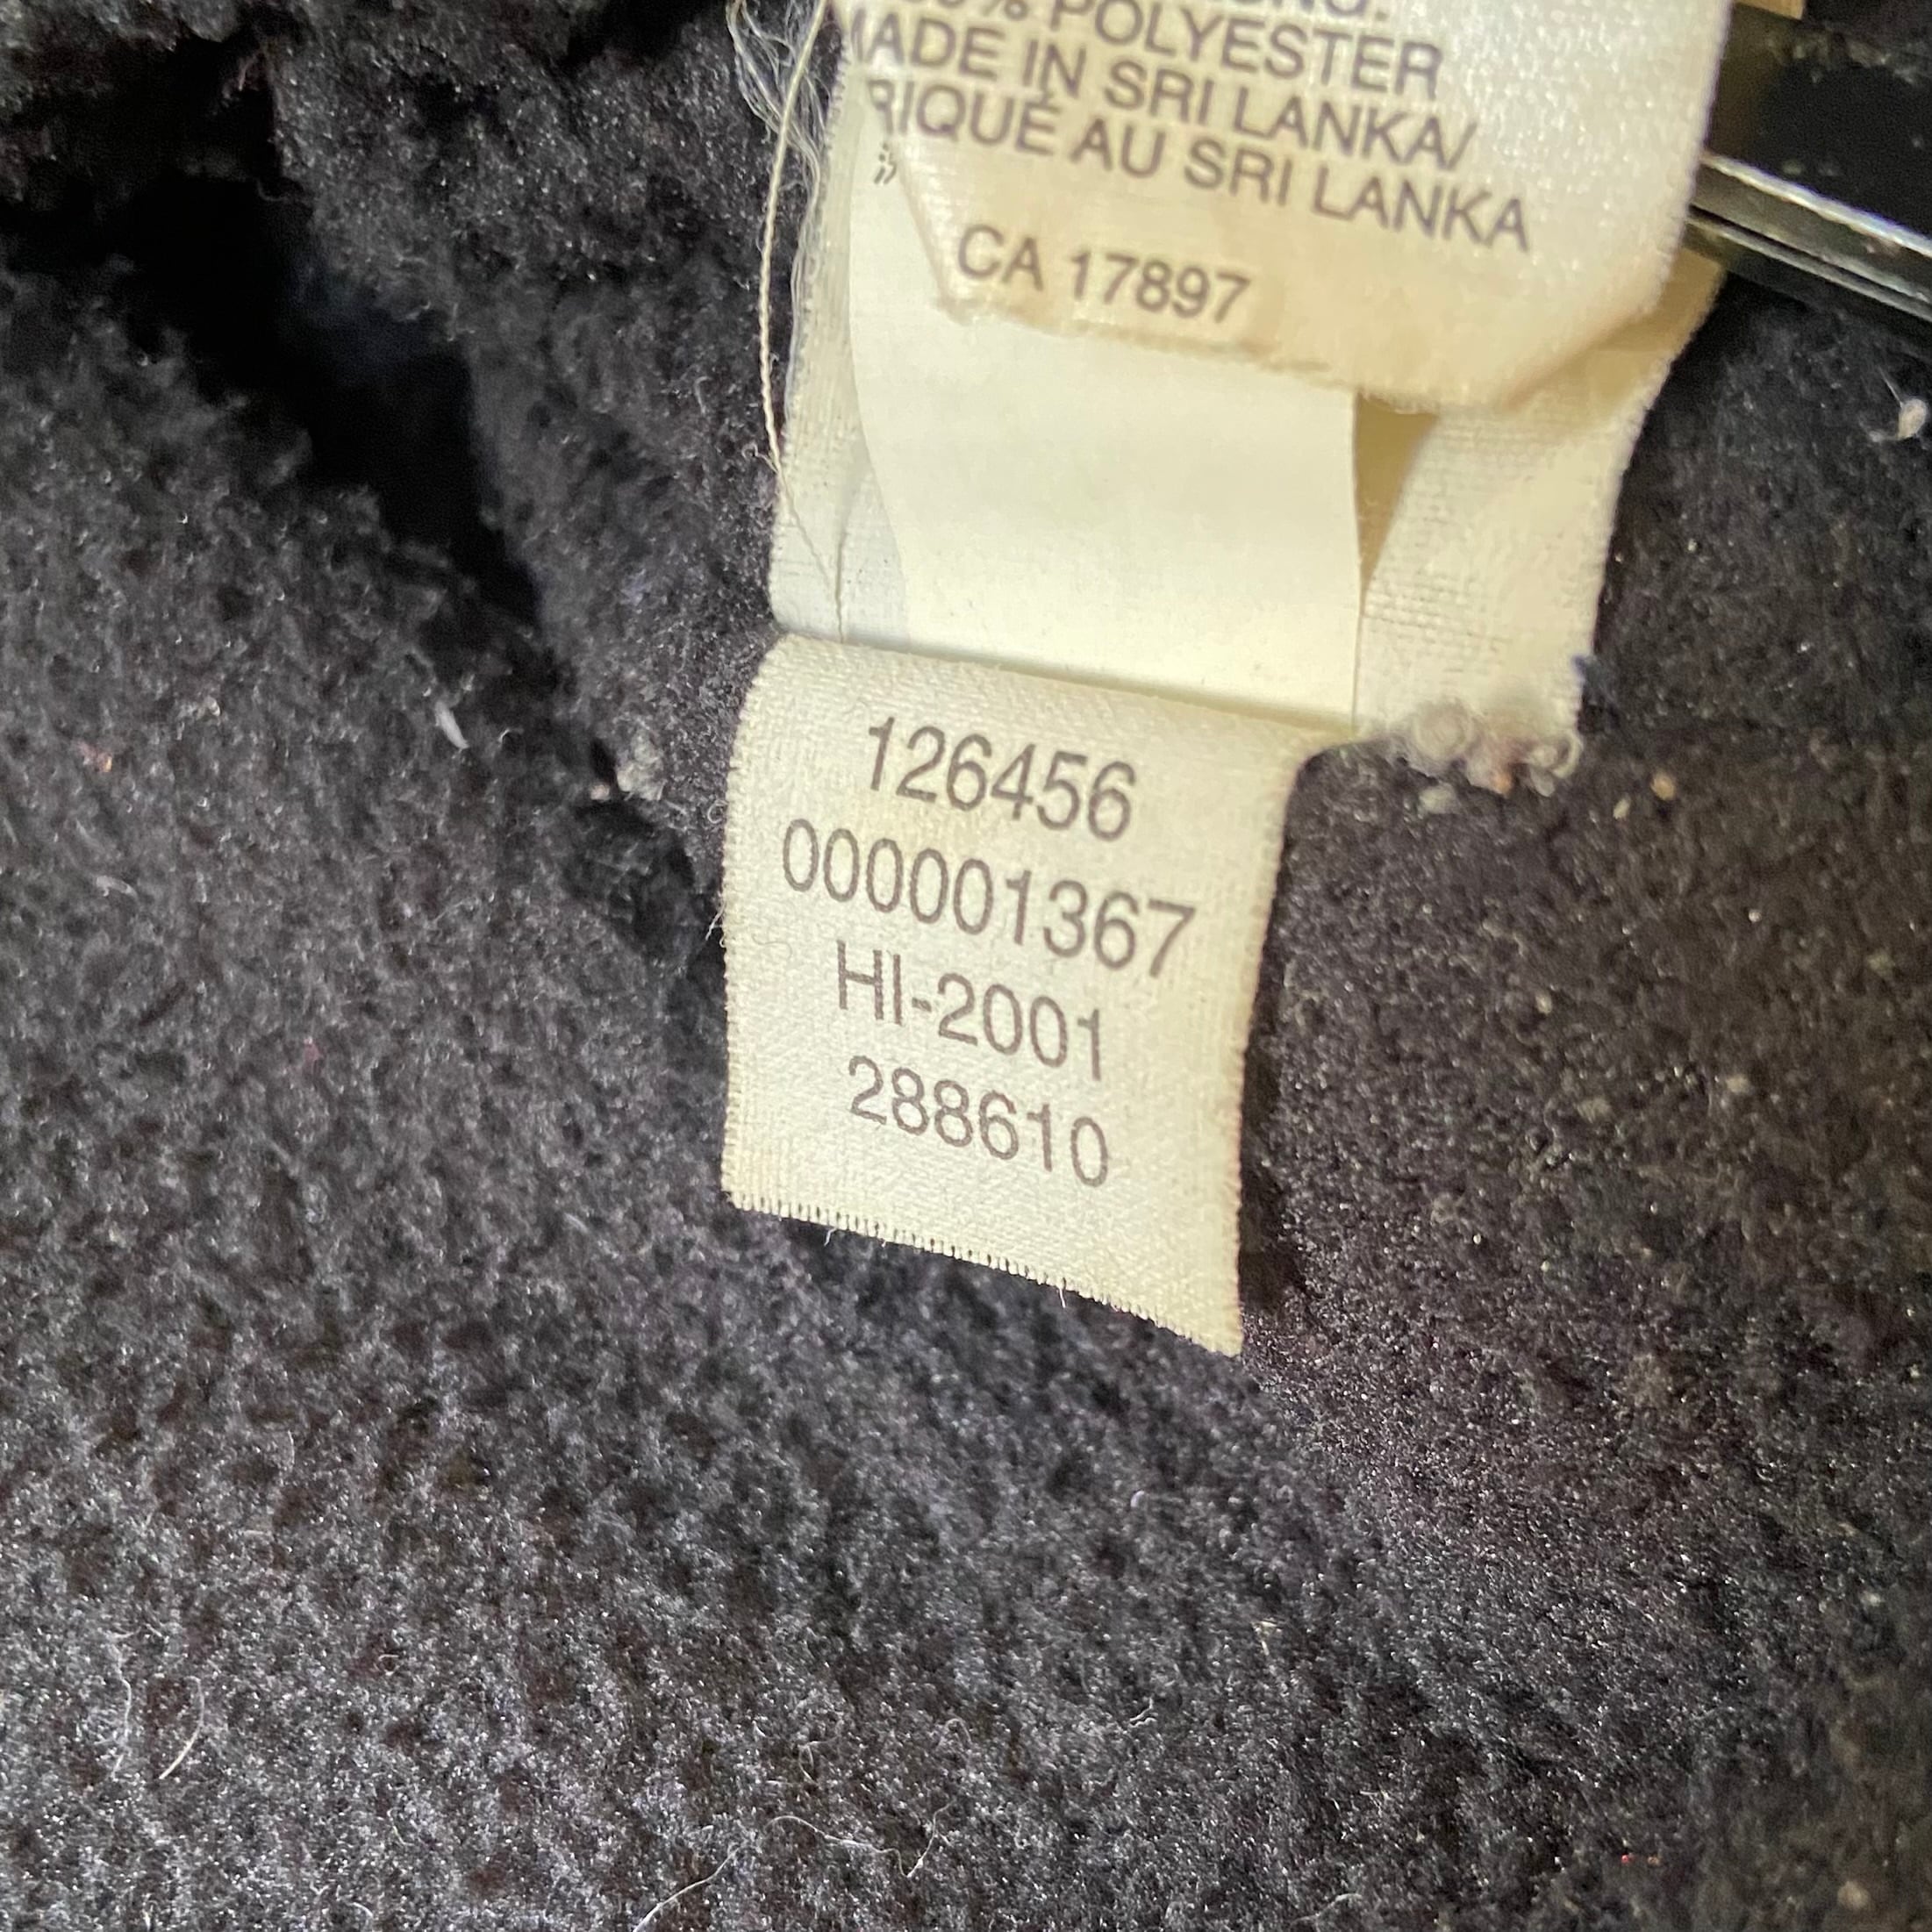 % POLYESTER
MADE IN SRI LANKA/
RIQUÉ AU SRI LANKA
CA 17897
126456
000001367
HI-2001
288610